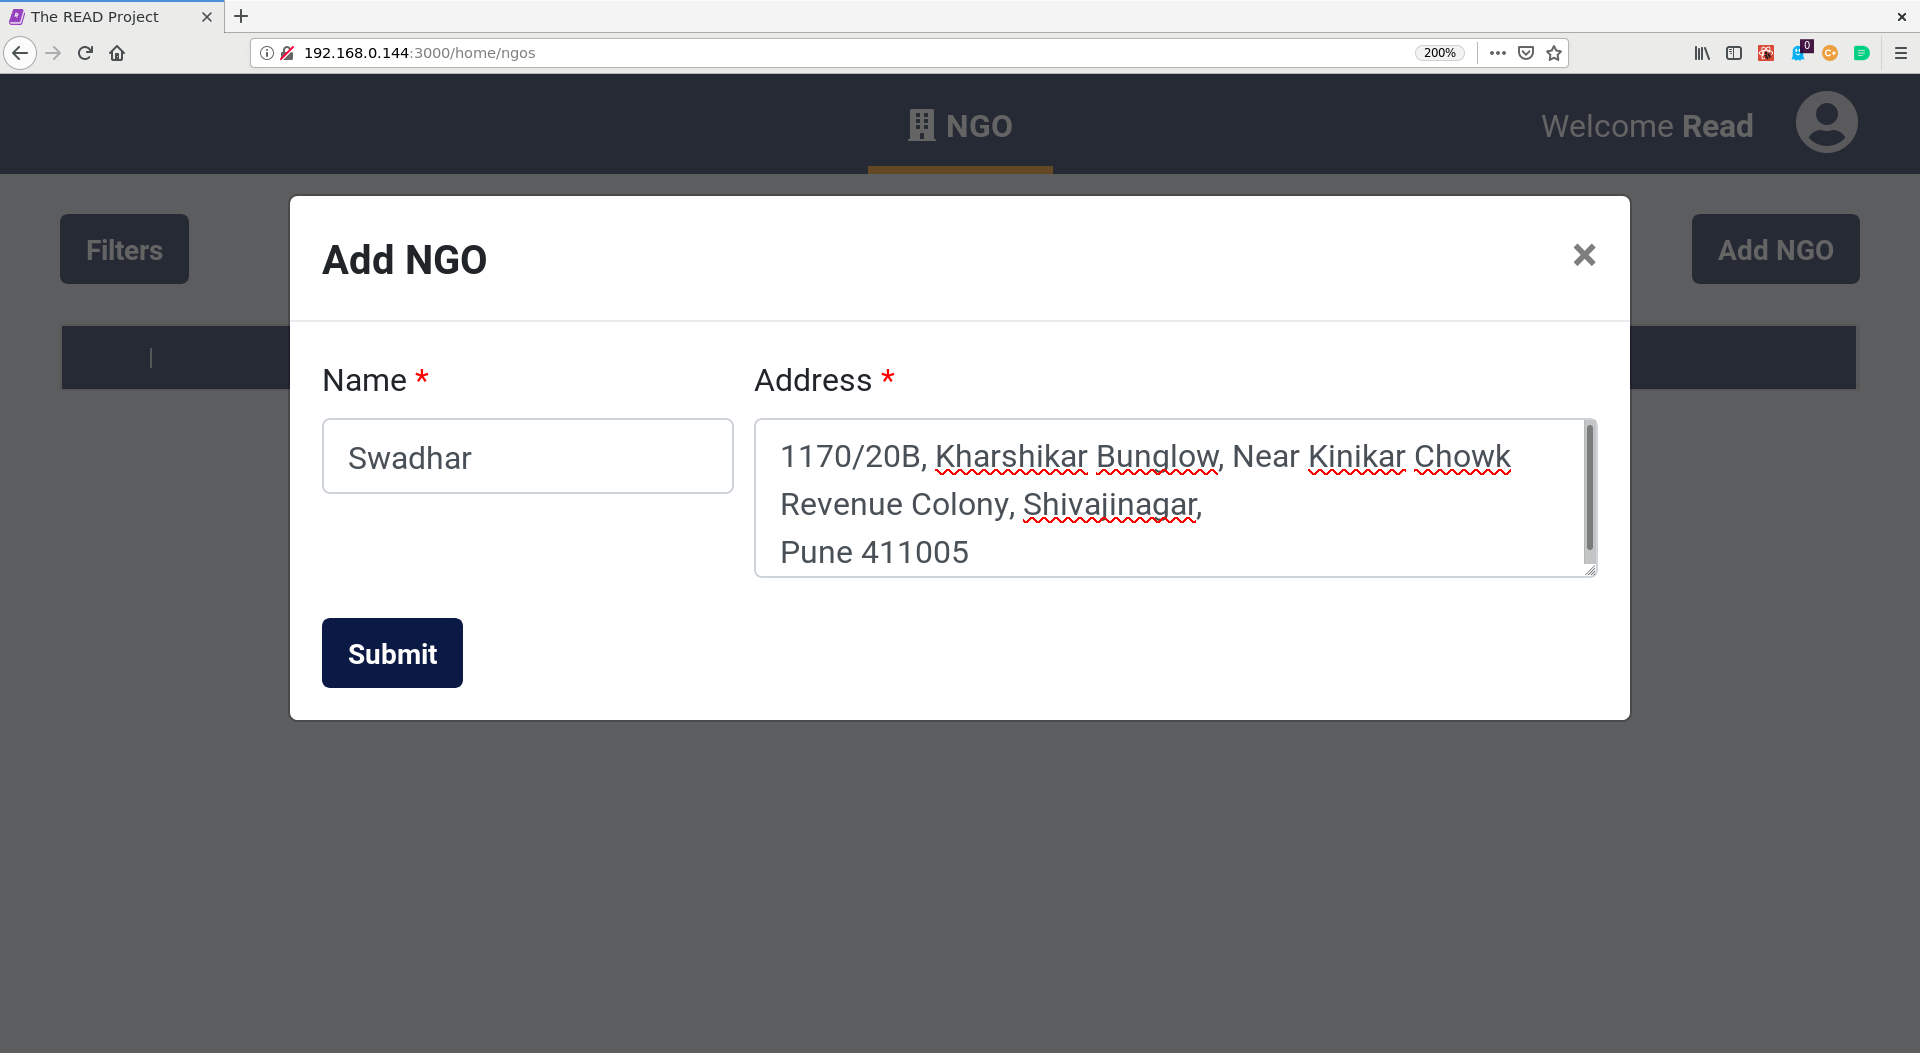 The READ Project
192.168.0.144:3000/home/ngos
200%
0
C+
NGO
Welcome Read
Filters
Add NGO
Add NGO
×
Name *
Address *
Swadhar
1170/20B, Kharshikar Bunglow, Near Kinikar Chowk
Revenue Colony, Shivajinagar,
Pune 411005
Submit